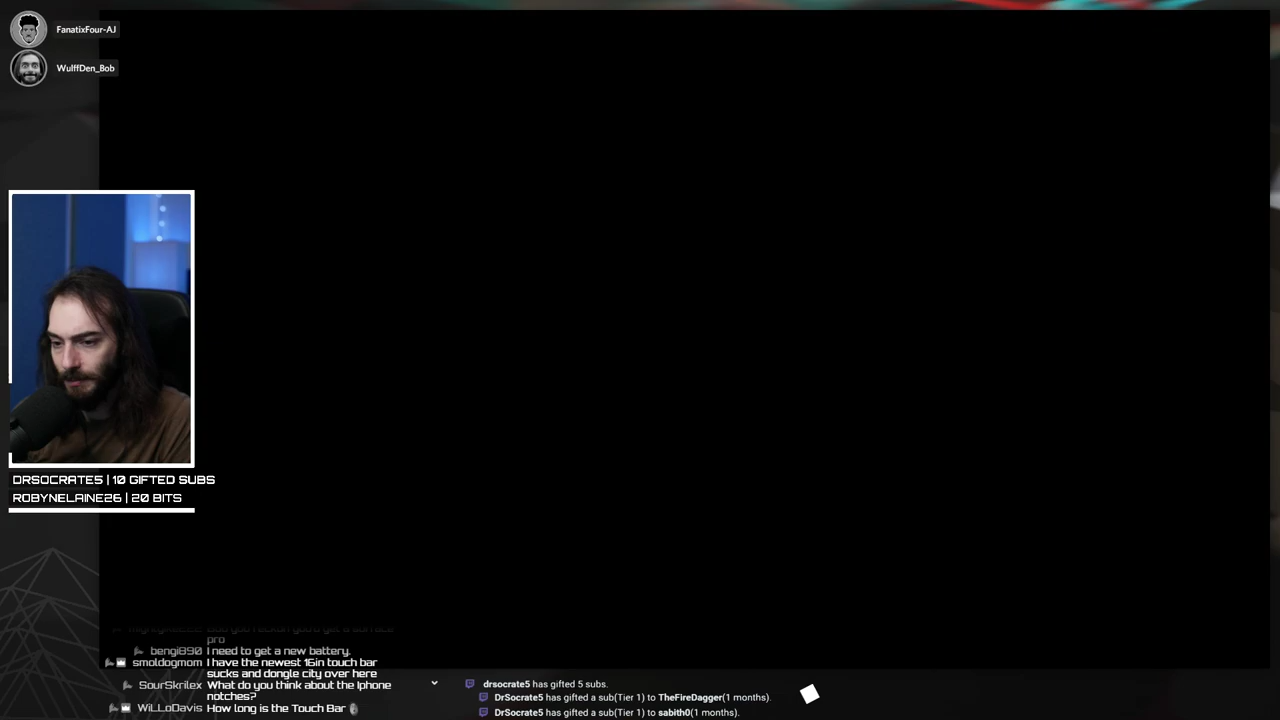 FanatixFour-AJ
WulffDen_Bob
DRSOCRATE5 | 10 GIFTED SUBS
ROBYNELAINE26 | 20 BITS
pro
bengi890 I need to get a new battery.
smoldogmom I have the newest 16in touch bar
sucks and dongle city over here
SourSkrilex What do you think about the Iphone
notches?
WiLLoDavis How long is the Touch Bar
drsocrate5 has gifted 5 subs.
DrSocrate5 has gifted a sub(Tier 1) to TheFireDagger(1 months).
DrSocrate5 has gifted a sub(Tier 1) to sabith0(1 months).